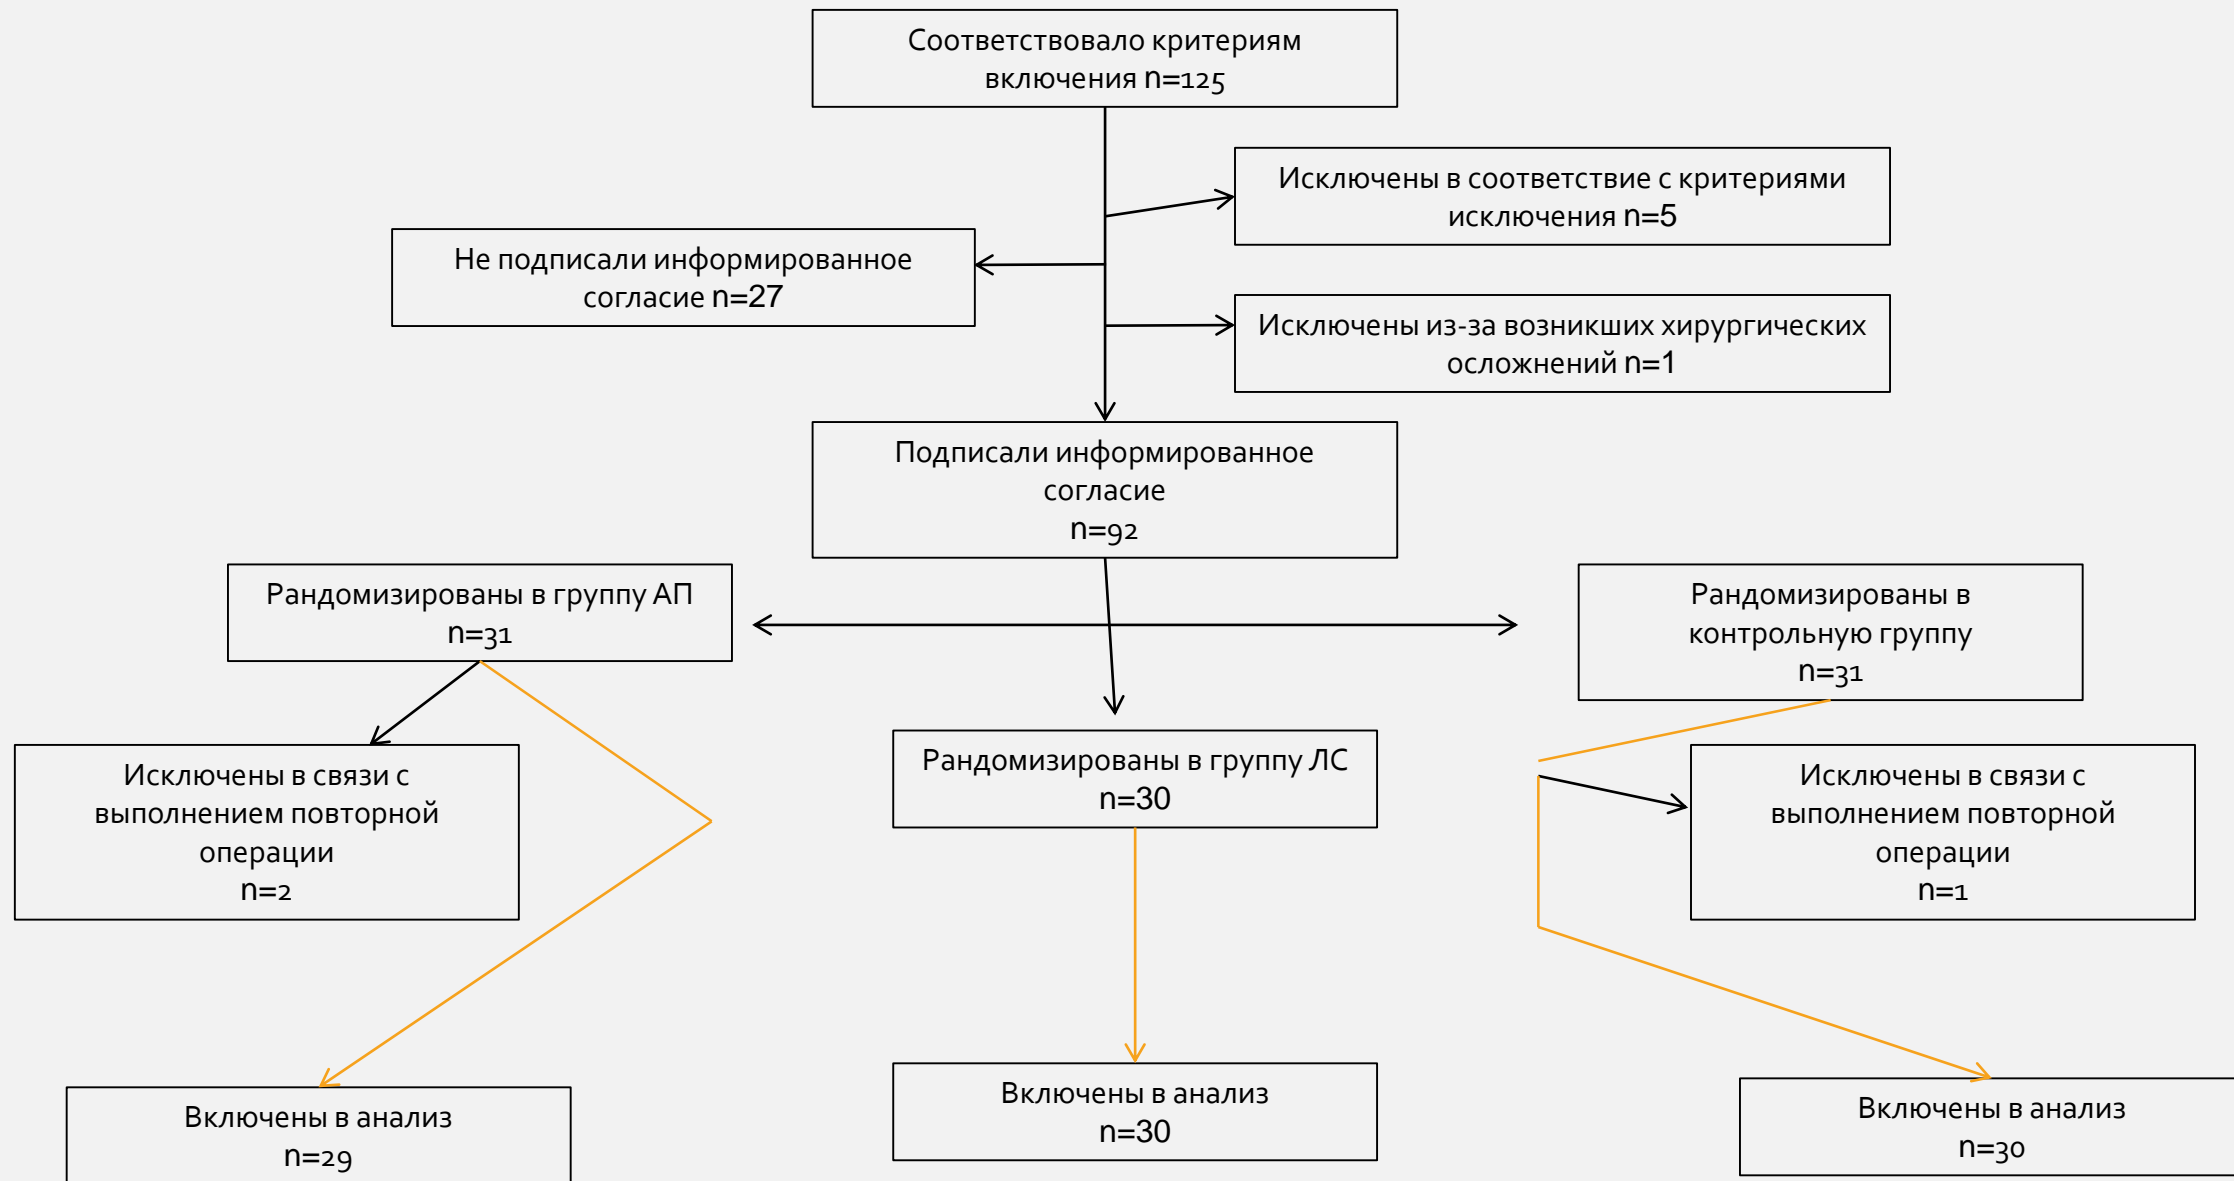 Соответствовало критериям
включения n=125
Исключены в соответствие с критериями
исключения n=5
Не подписали информированное
согласие n=27
Исключены из-за возникших хирургических
осложнений n=1
Подписали информированное
согласие
n=92
Рандомизированы в группу АП
n=31
Рандомизированы в
контрольную группу
n=31
Исключены в связи с
выполнением повторной
операции
n=2
Рандомизированы в группу ЛС
n=30
Исключены в связи с
выполнением повторной
операции
n=1
Включены в анализ
n=29
Включены в анализ
n=30
Включены в анализ
n=30